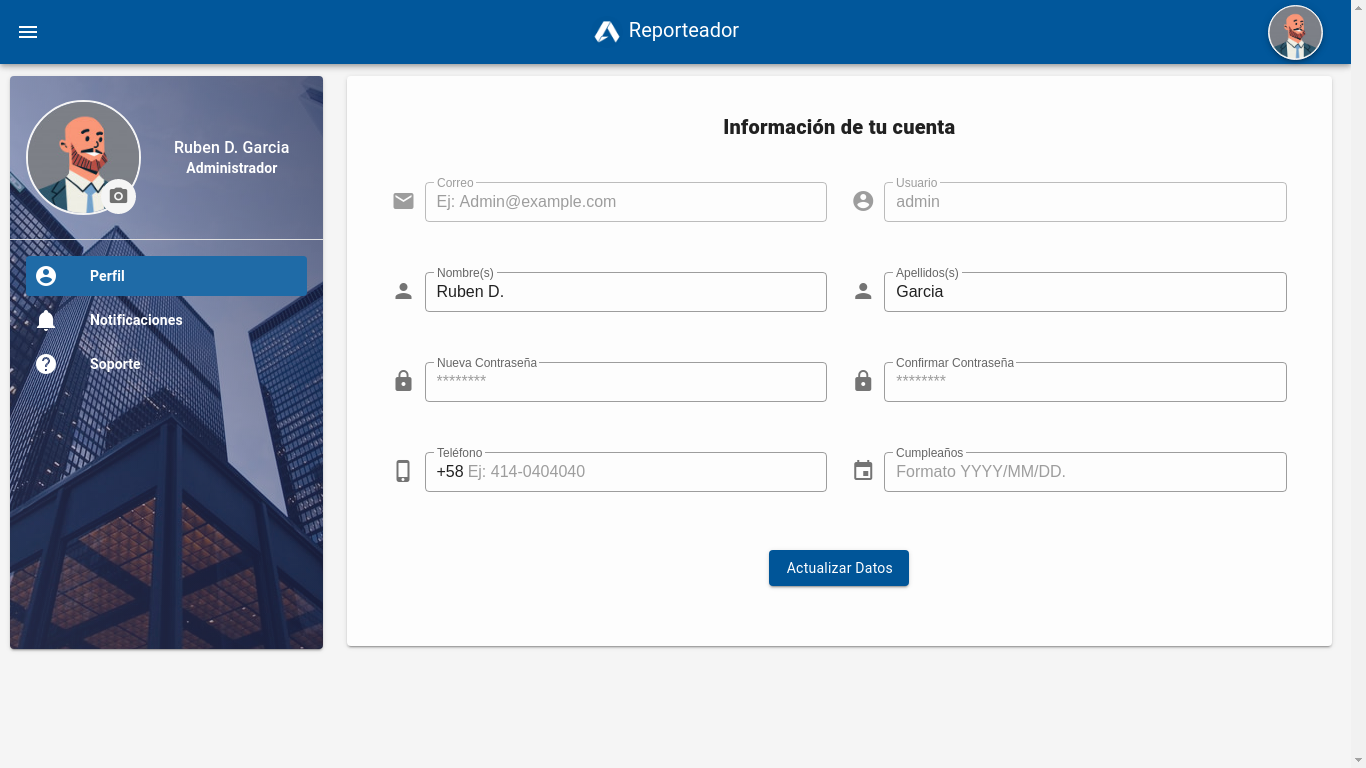 Reporteador
Ruben D. Garcia
Administrador
Perfil
Notificaciones
Soporte
Información de tu cuenta
Correo
Ej: Admin@example.com
Usuario
admin
Nombre(s)
Ruben D.
Apellidos(s)
Garcia
Nueva Contraseña
********
Confirmar Contraseña
********
Teléfono
+58 Ej: 414-0404040
Cumpleaños
Formato YYYY/MM/DD.
Actualizar Datos